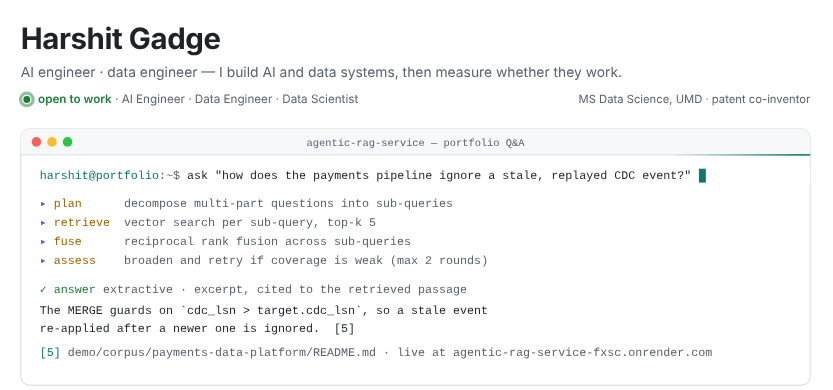 Harshit Gadge
AI engineer · data engineer — I build AI and data systems, then measure whether they work.
open to work · AI Engineer · Data Engineer · Data Scientist
MS Data Science, UMD · patent co-inventor
agentic-rag-service — portfolio Q&A
harshit@portfolio:~$ ask "how does the payments pipeline ignore a stale, replayed CDC event?"
▸ plan decompose multi-part questions into sub-queries
▸ retrieve vector search per sub-query, top-k 5
▸ fuse reciprocal rank fusion across sub-queries
▸ assess broaden and retry if coverage is weak (max 2 rounds)
✓ answer extractive · excerpt, cited to the retrieved passage
The MERGE guards on `cdc_lsn > target.cdc_lsn`, so a stale event
re-applied after a newer one is ignored. [5]
[5] demo/corpus/payments-data-platform/README.md · live at agentic-rag-service-fxsc.onrender.com